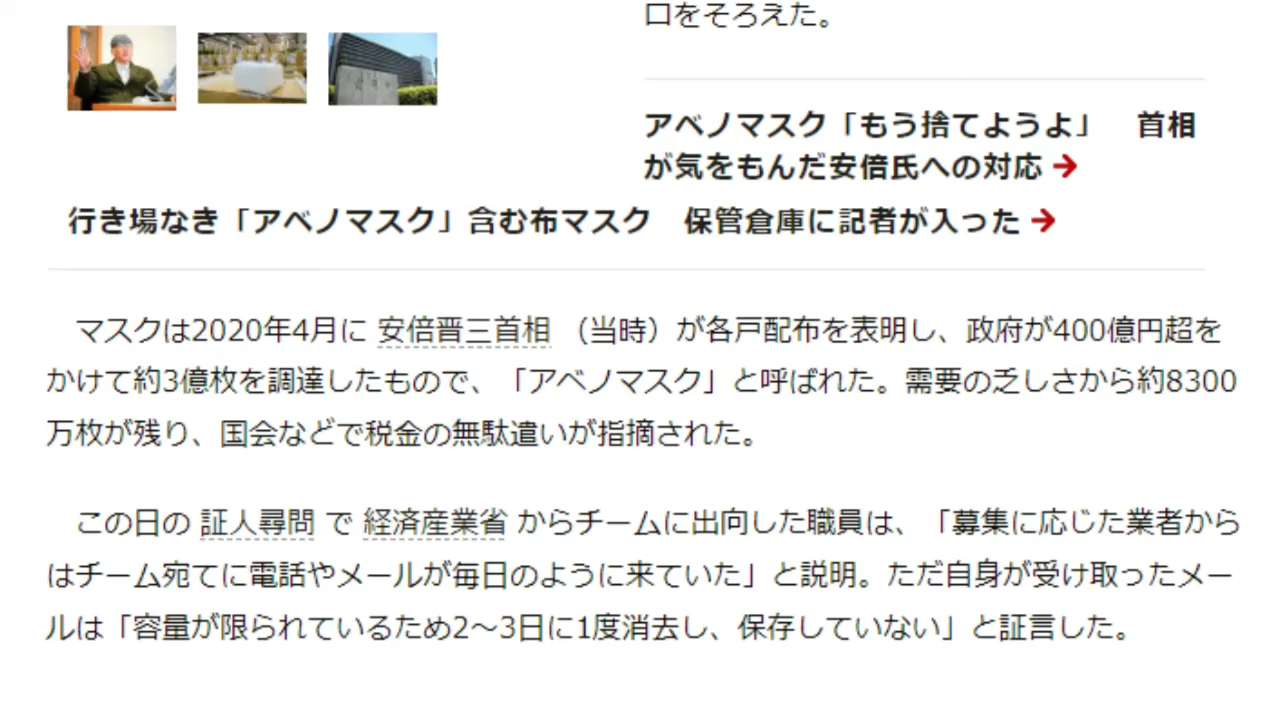 口をそろえた。
アベノマスク「もう捨てようよ」　首相
が気をもんだ安倍氏への対応
行き場なき「アベノマスク」含む布マスク　保管倉庫に記者が入った
マスクは2020年4月に 安倍晋三首相 （当時）が各戸配布を表明し、政府が400億円超を
かけて約3億枚を調達したもので、「アベノマスク」と呼ばれた。需要の乏しさから約8300
万枚が残り、国会などで税金の無駄遣いが指摘された。
この日の 証人尋問 で 経済産業省 からチームに出向した職員は、「募集に応じた業者から
はチーム宛てに電話やメールが毎日のように来ていた」と説明。ただ自身が受け取ったメー
ルは「容量が限られているため2〜3日に1度消去し、保存していない」と証言した。